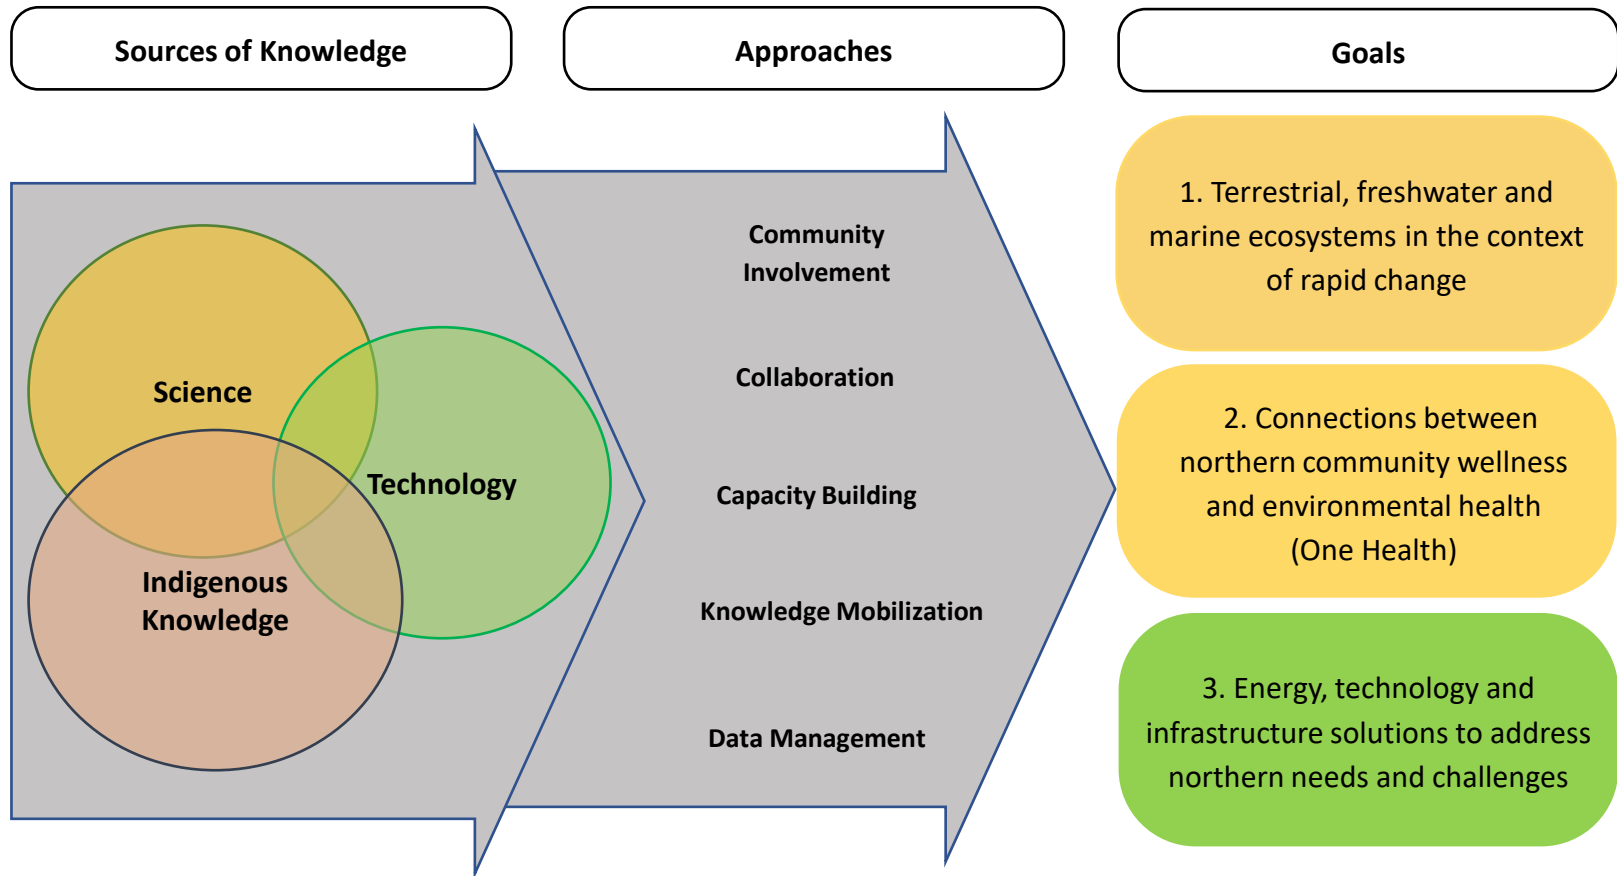 Sources of Knowledge
Approaches
Goals
Science
Technology
Indigenous
Knowledge
Community
Involvement
Collaboration
Capacity Building
Knowledge Mobilization
Data Management
1. Terrestrial, freshwater and
marine ecosystems in the context
of rapid change
2. Connections between
northern community wellness
and environmental health
(One Health)
3. Energy, technology and
infrastructure solutions to address
northern needs and challenges